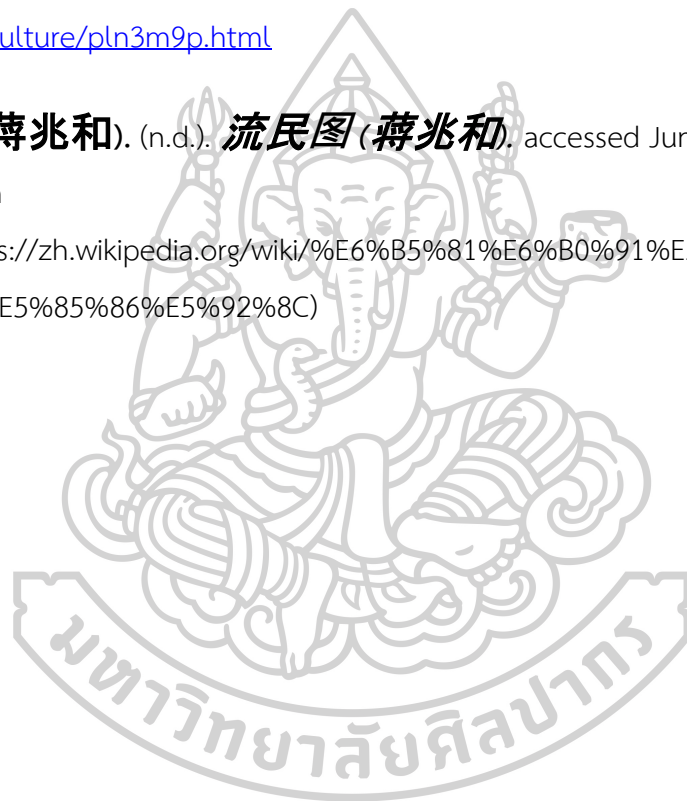 ulture/pln3m9p.html
蒋兆和). (n.d.). 流民图 (蒋兆和). accessed Jun
s://zh.wikipedia.org/wiki/%E6%B5%81%E6%B0%91%E
E5%85%86%E5%92%8C)
มหาวิทยาลัยศิลปากร